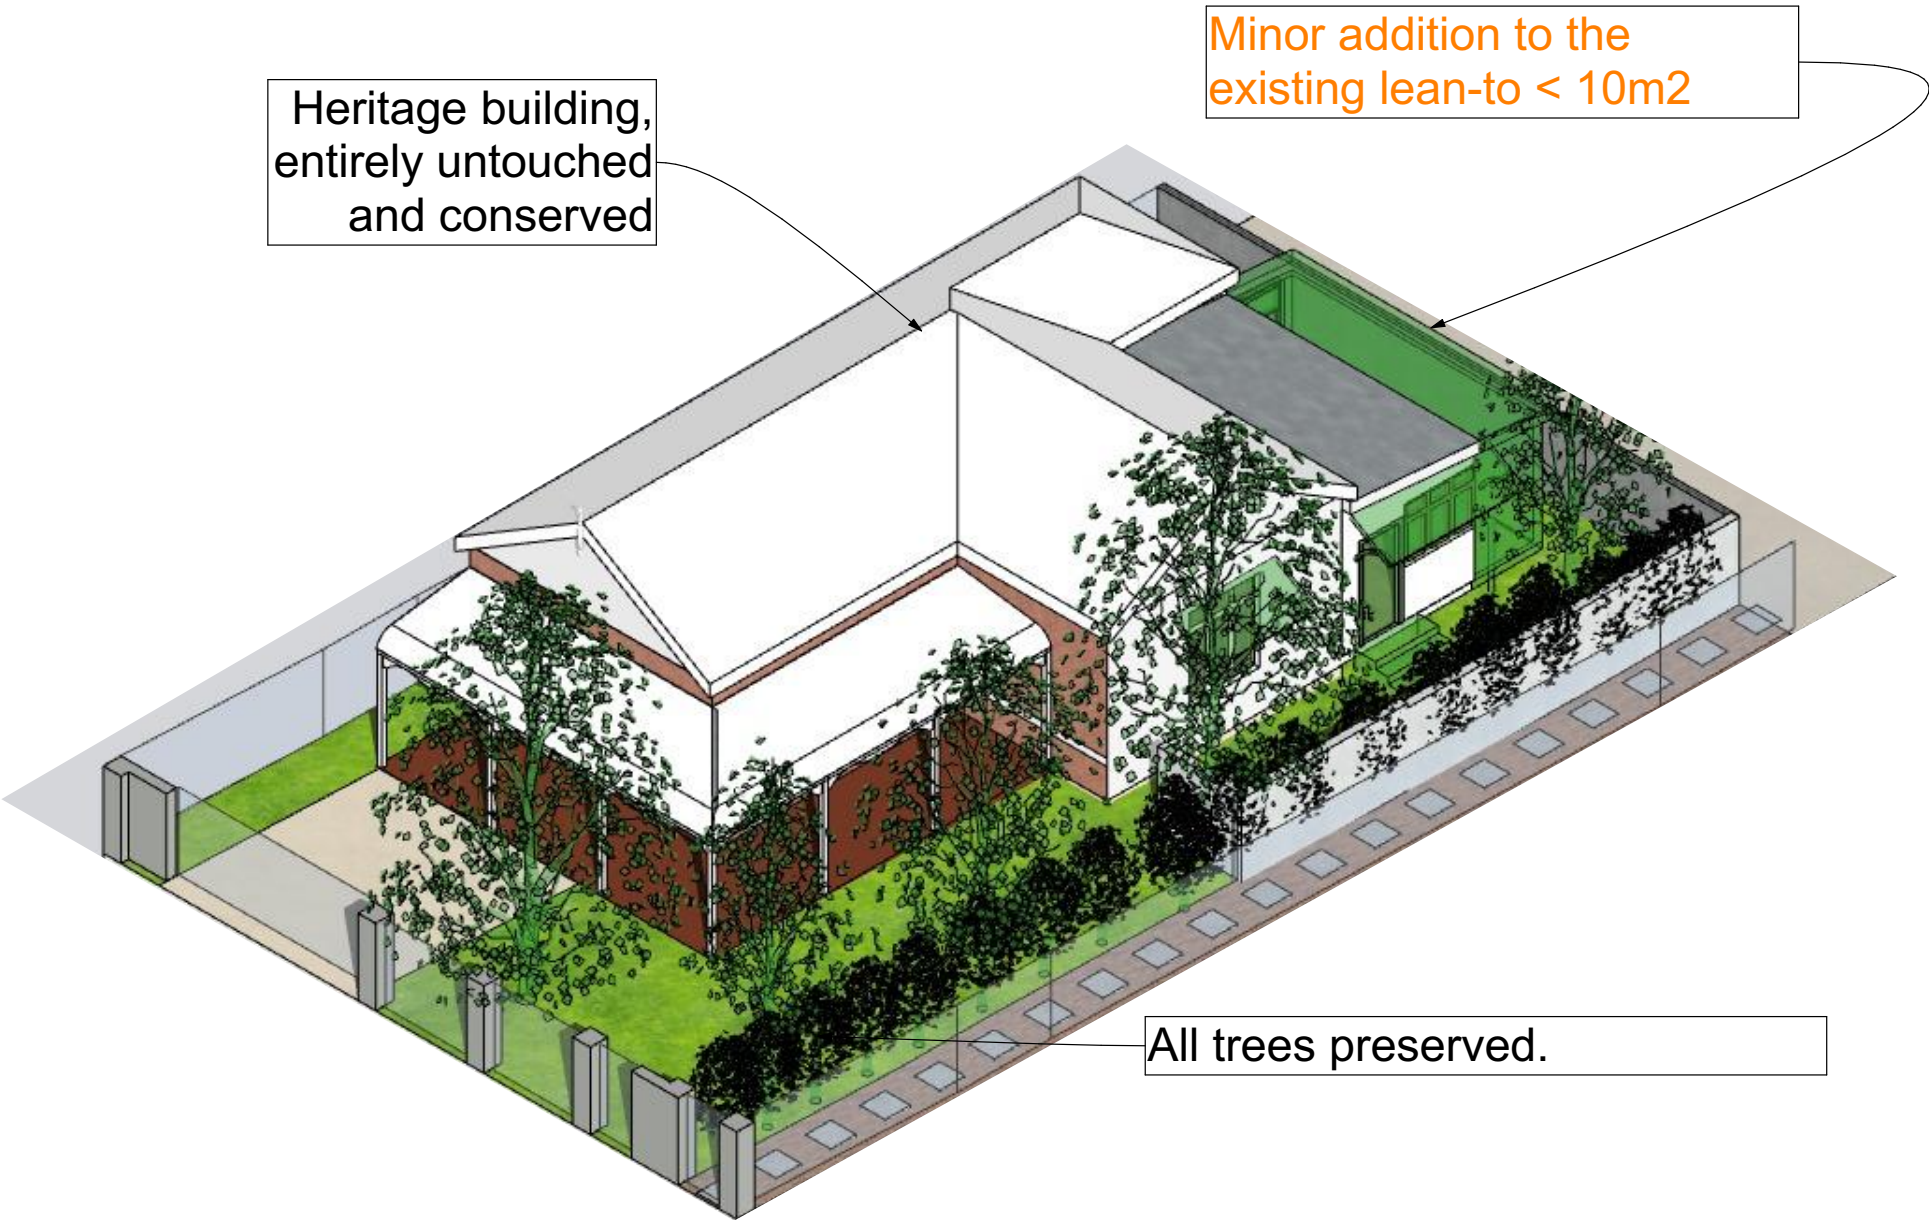 Minor addition to the
existing lean-to < 10m2
Heritage building,
entirely untouched
and conserved
All trees preserved.